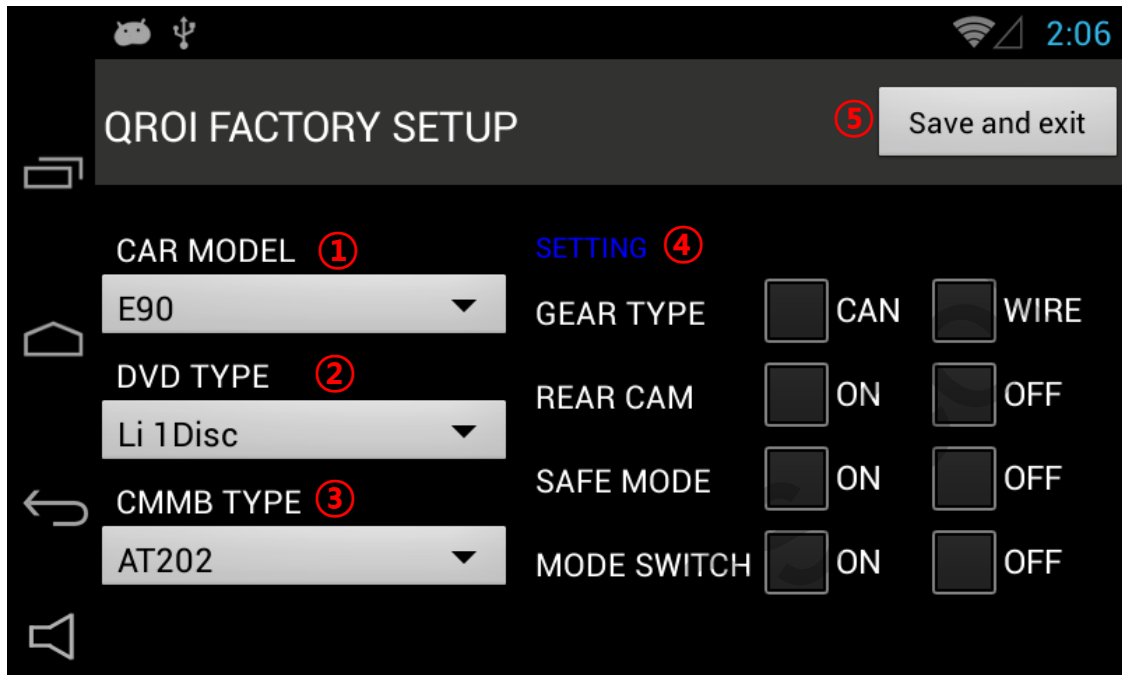 2:06
QROI FACTORY SETUP
⑤ Save and exit
CAR MODEL ①
E90
DVD TYPE ②
Li 1Disc
CMMB TYPE ③
AT202
SETTING ④
GEAR TYPE CAN WIRE
REAR CAM ON OFF
SAFE MODE ON OFF
MODE SWITCH ON OFF